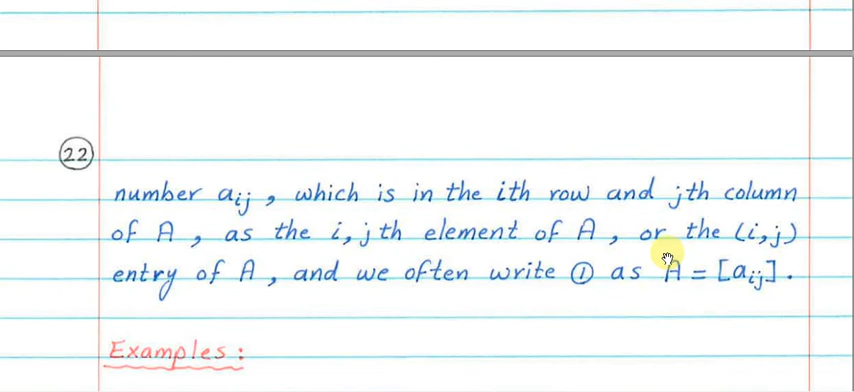 22
number aij, which is in the ith row and jth column
of A, as the i,jth element of A, or the (i,j)
entry of A, and we often write ① as A = [aij].
Examples: